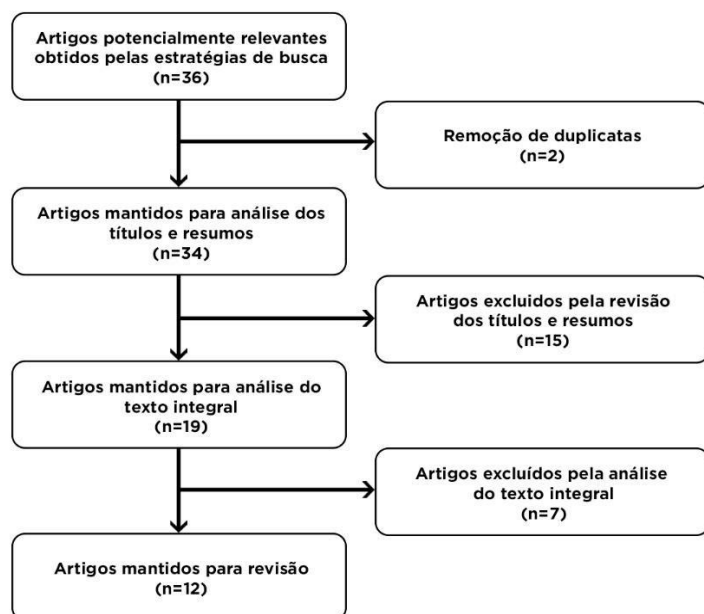 Artigos potencialmente relevantes
obtidos pelas estratégias de busca
(n=36)
Remoção de duplicatas
(n=2)
Artigos mantidos para análise dos
títulos e resumos
(n=34)
Artigos excluidos pela revisão
dos títulos e resumos
(n=15)
Artigos mantidos para análise do
texto integral
(n=19)
Artigos excluídos pela análise
do texto integral
(n=7)
Artigos mantidos para revisão
(n=12)